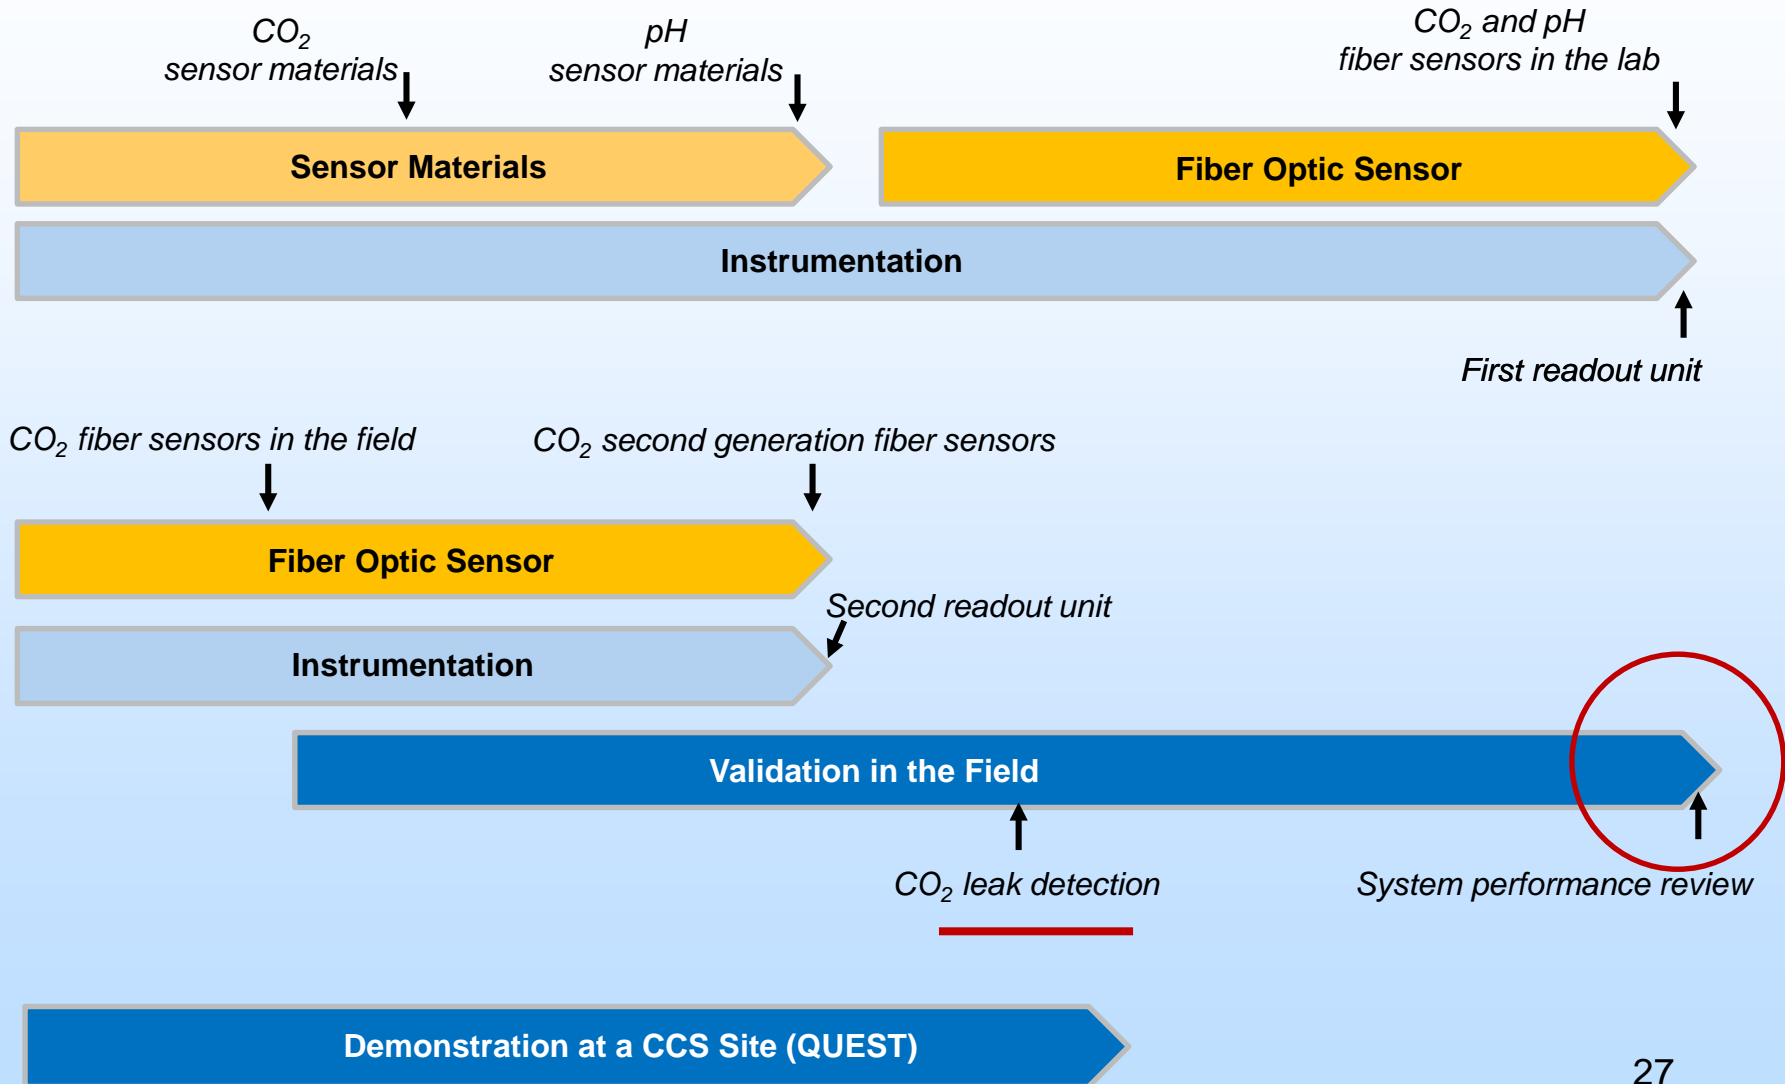 CO₂
sensor materials
pH
sensor materials
CO₂ and pH
fiber sensors in the lab
Sensor Materials
Fiber Optic Sensor
Instrumentation
First readout unit
CO₂ fiber sensors in the field
CO₂ second generation fiber sensors
Fiber Optic Sensor
Second readout unit
Instrumentation
Validation in the Field
CO₂ leak detection
System performance review
Demonstration at a CCS Site (QUEST)
27